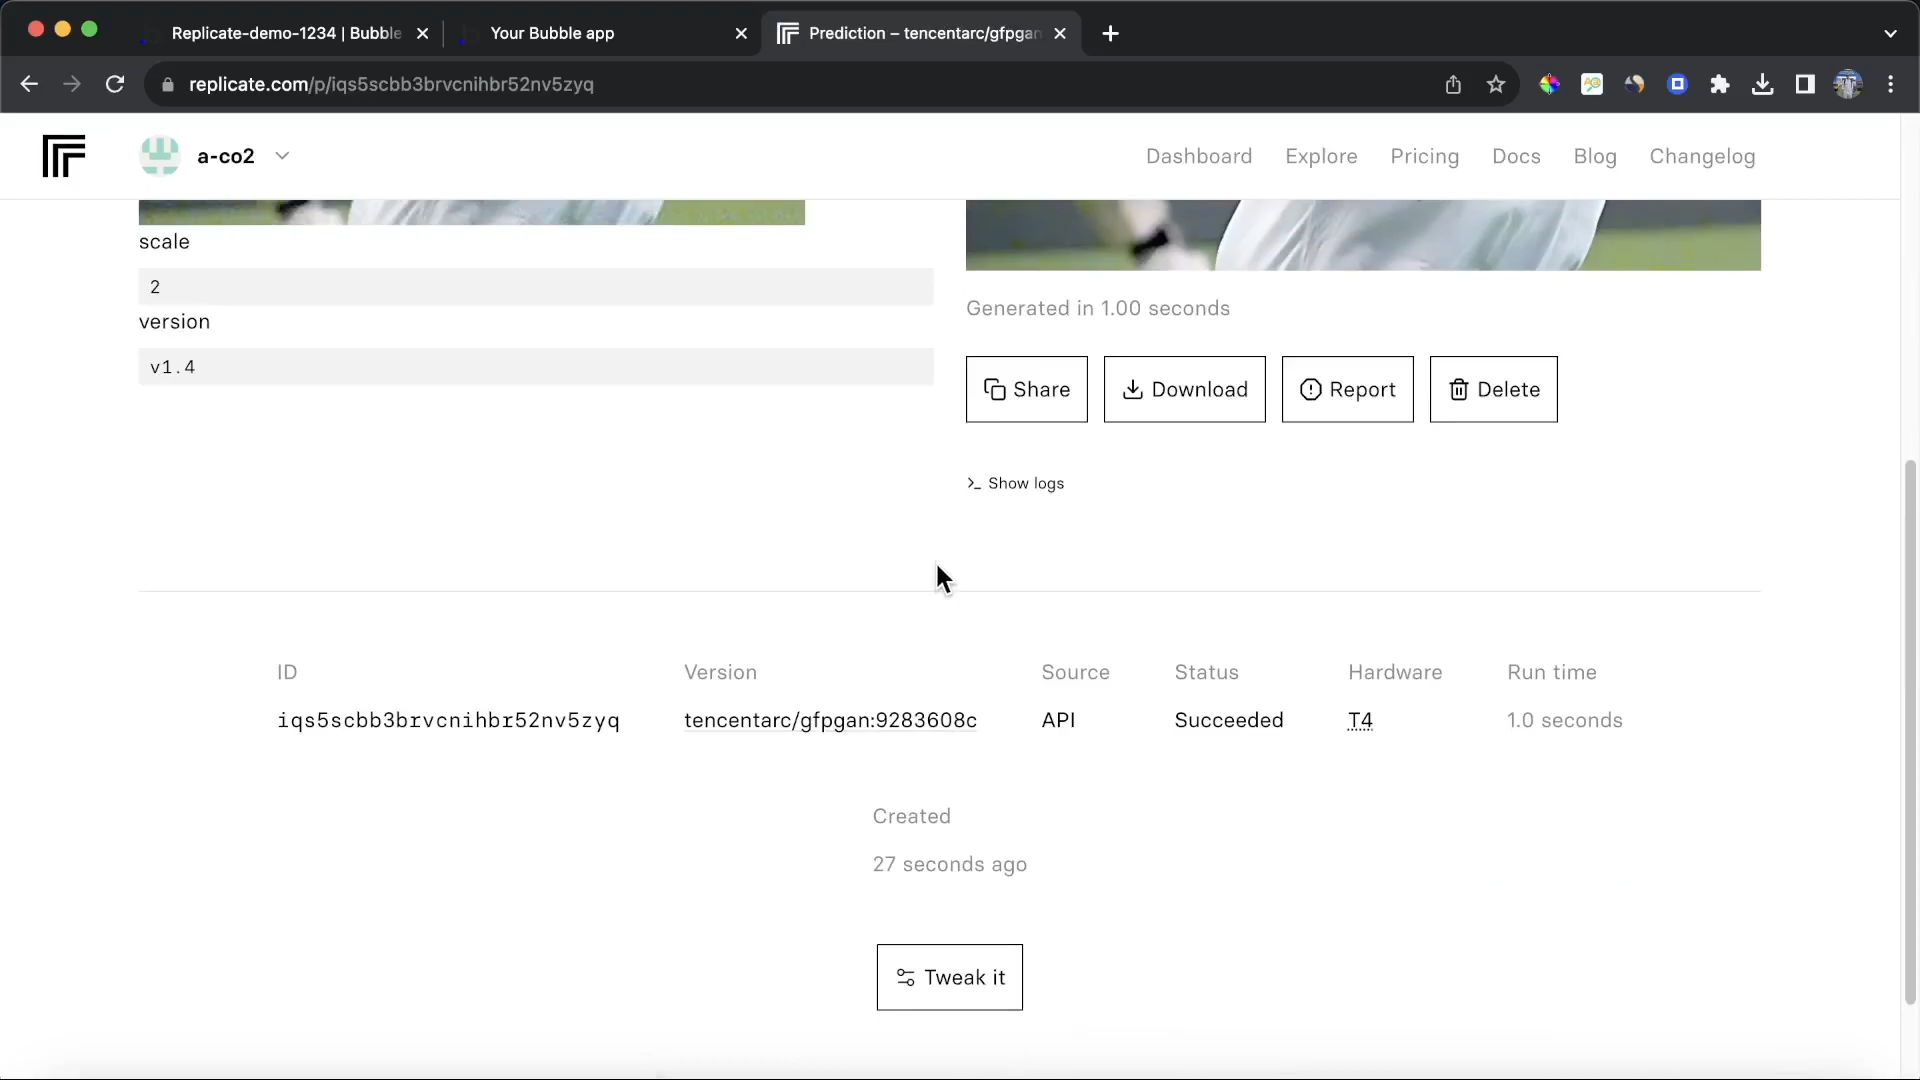 Replicate-demo-1234 | Bubble
Your Bubble app
Prediction – tencentarc/gfpgan
replicate.com/p/iqs5scbb3brvcnihbr52nv5zyq
a-co2
Dashboard
Explore
Pricing
Docs
Blog
Changelog
scale
2
version
v1.4
Generated in 1.00 seconds
Share
Download
Report
Delete
>_ Show logs
ID
Version
Source
Status
Hardware
Run time
iqs5scbb3brvcnihbr52nv5zyq
tencentarc/gfpgan:9283608c
API
Succeeded
T4
1.0 seconds
Created
27 seconds ago
Tweak it